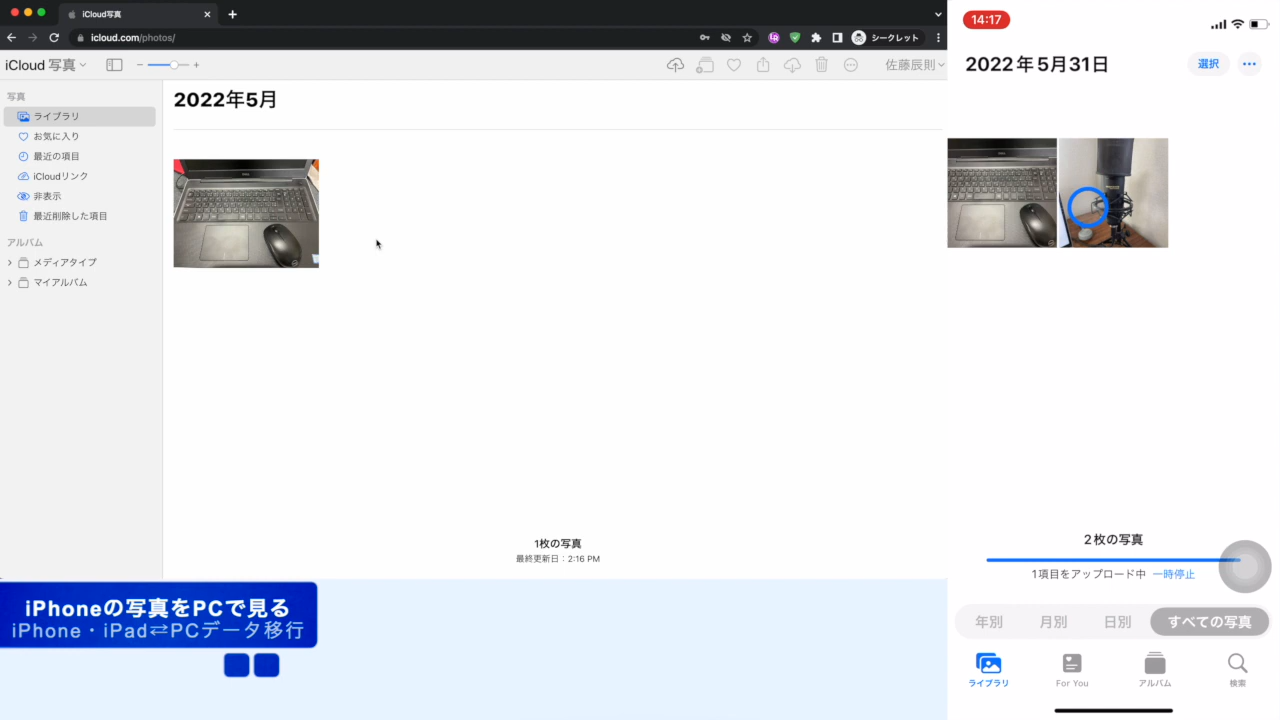 iCloud写真
icloud.com/photos/
シークレット
iCloud 写真
佐藤辰則
写真
ライブラリ
お気に入り
最近の項目
iCloudリンク
非表示
最近削除した項目
アルバム
メディアタイプ
マイアルバム
2022年5月
1枚の写真
最終更新日：2:16 PM
iPhoneの写真をPCで見る
iPhone・iPad⇄PCデータ移行
14:17
2022年5月31日
選択
2枚の写真
1項目をアップロード中 一時停止
年別 月別 日別 すべての写真
ライブラリ For You アルバム 検索